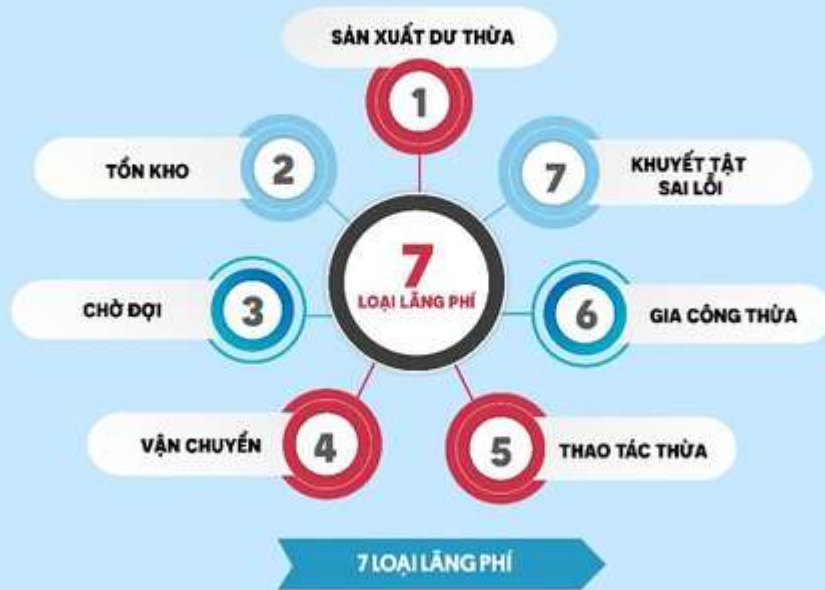 SẢN XUẤT DƯ THỪA
1
TỒN KHO
2
7
KHUYẾT TẬT
SAI LỖI
7
LOẠI LÃNG PHÍ
CHỜ ĐỢI
3
6
GIA CÔNG THỪA
VẬN CHUYỂN
4
5
THAO TÁC THỪA
7 LOẠI LÃNG PHÍ